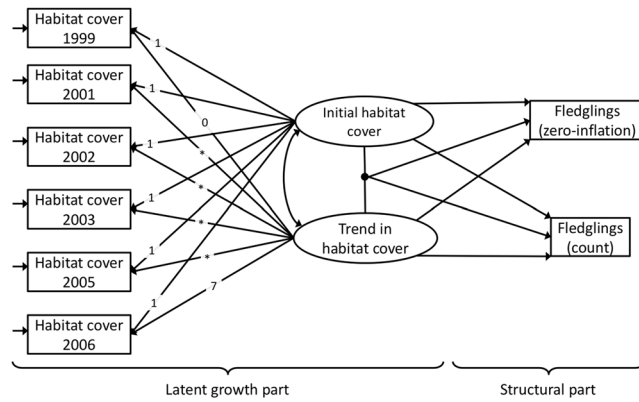 Habitat cover
1999
Habitat cover
2001
Habitat cover
2002
Habitat cover
2003
Habitat cover
2005
Habitat cover
2006
1
1
0
*
1
*
1
*
1
*
1
7
Initial habitat
cover
Trend in
habitat cover
Fledglings
(zero-inflation)
Fledglings
(count)
Latent growth part
Structural part